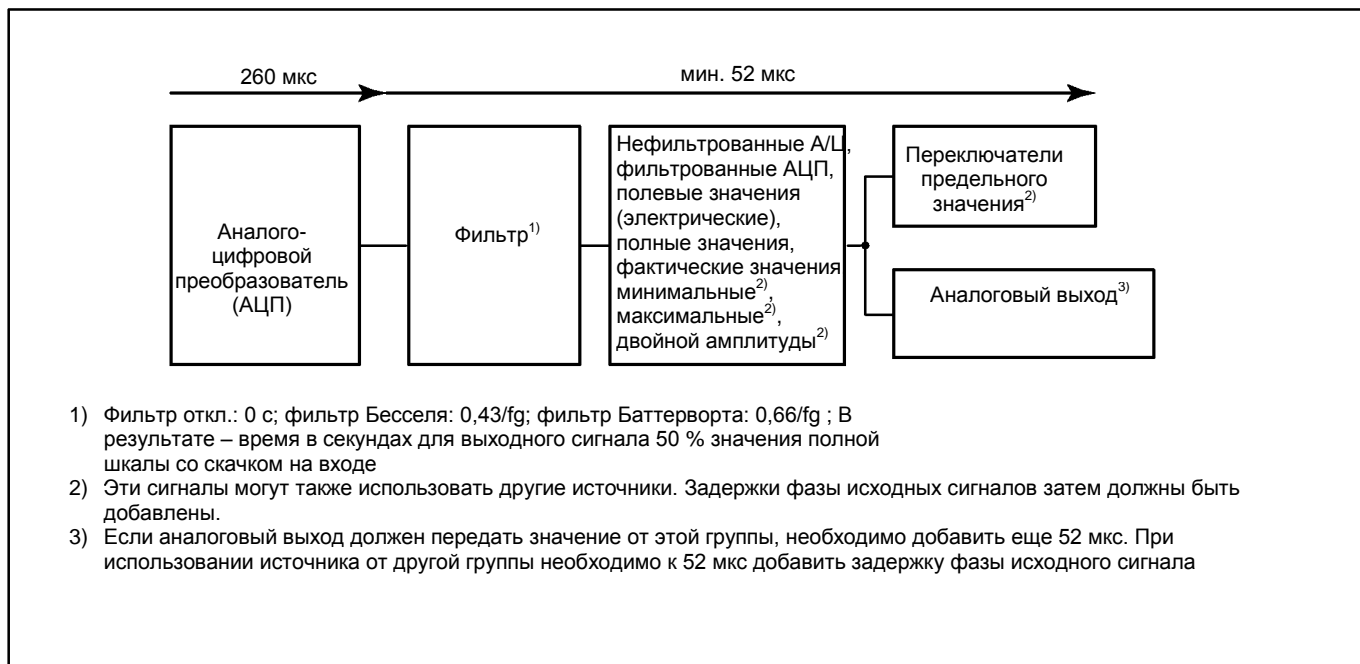 260 мкс
мин. 52 мкс
Аналого-
цифровой
преобразователь
(АЦП)
Фильтр1)
Нефильтрованные А/Ц,
фильтрованные АЦП,
полевые значения
(электрические),
полные значения,
фактические значения
минимальные2),
максимальные2),
двойной амплитуды2)
Переключатели
предельного
значения2)
Аналоговый выход3)
1) Фильтр откл.: 0 с; фильтр Бесселя: 0,43/fg; фильтр Баттерворта: 0,66/fg ; В
результате – время в секундах для выходного сигнала 50 % значения полной
шкалы со скачком на входе
2) Эти сигналы могут также использовать другие источники. Задержки фазы исходных сигналов затем должны быть
добавлены.
3) Если аналоговый выход должен передать значение от этой группы, необходимо добавить еще 52 мкс. При
использовании источника от другой группы необходимо к 52 мкс добавить задержку фазы исходного сигнала